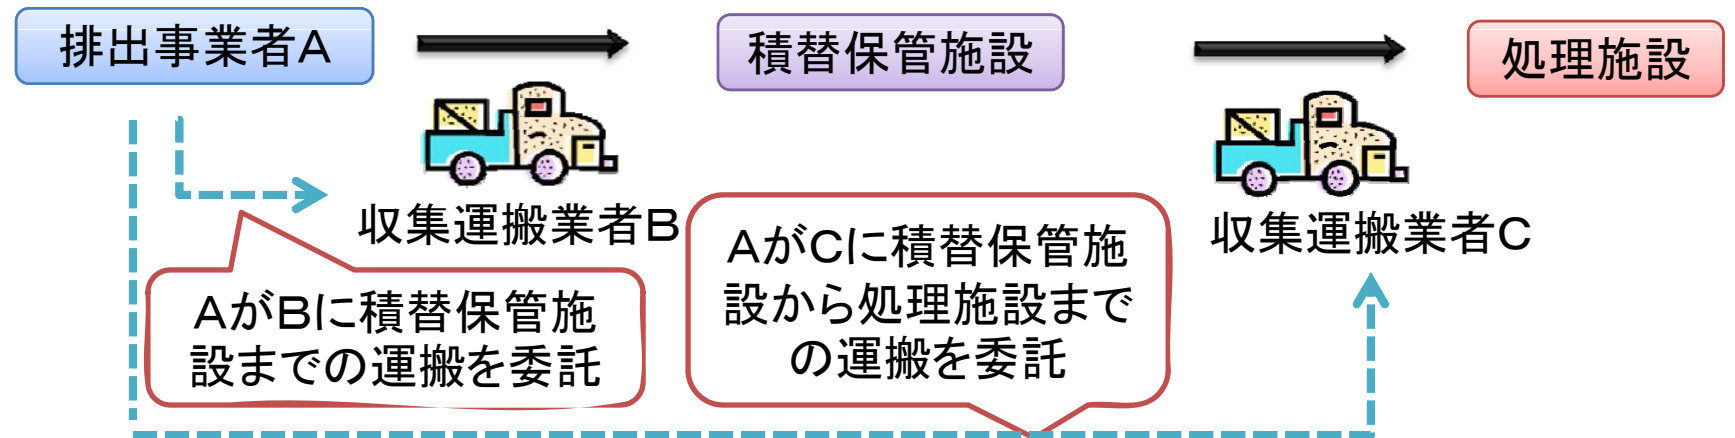 排出事業者A
積替保管施設
処理施設
収集運搬業者B
収集運搬業者C
AがBに積替保管施
設までの運搬を委託
AがCに積替保管施
設から処理施設まで
の運搬を委託